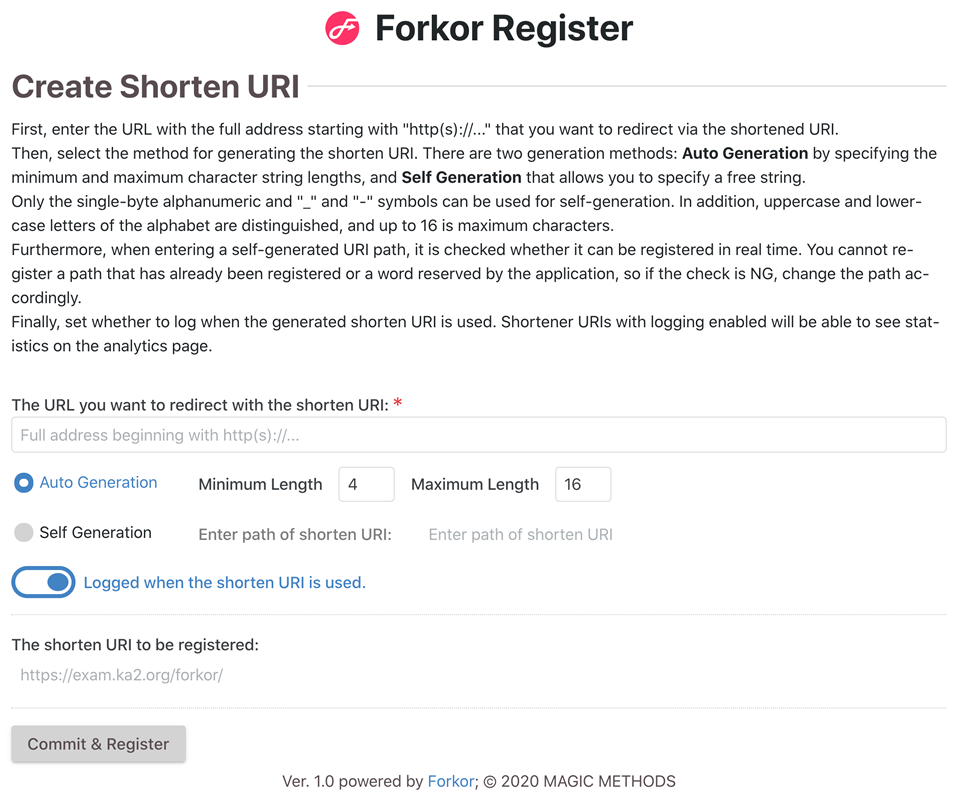 Forkor Register
Create Shorten URI
First, enter the URL with the full address starting with "http(s)://..." that you want to redirect via the shortened URI.
Then, select the method for generating the shorten URI. There are two generation methods: Auto Generation by specifying the
minimum and maximum character string lengths, and Self Generation that allows you to specify a free string.
Only the single-byte alphanumeric and "_" and "-" symbols can be used for self-generation. In addition, uppercase and lower-
case letters of the alphabet are distinguished, and up to 16 is maximum characters.
Furthermore, when entering a self-generated URI path, it is checked whether it can be registered in real time. You cannot re-
gister a path that has already been registered or a word reserved by the application, so if the check is NG, change the path ac-
cordingly.
Finally, set whether to log when the generated shorten URI is used. Shortener URIs with logging enabled will be able to see stat-
istics on the analytics page.
The URL you want to redirect with the shorten URI: *
Full address beginning with http(s)://...
Auto Generation Minimum Length 4 Maximum Length 16
Self Generation Enter path of shorten URI: Enter path of shorten URI
Logged when the shorten URI is used.
The shorten URI to be registered:
https://exam.ka2.org/forkor/
Commit & Register
Ver. 1.0 powered by Forkor; © 2020 MAGIC METHODS